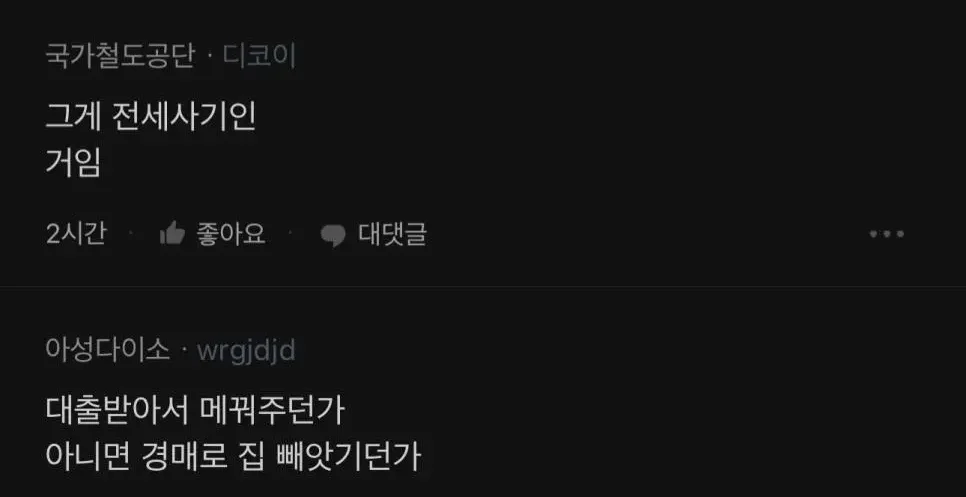 국가철도공단 · 디코이
그게 전세사기인
거임
2시간 · 좋아요 · 대댓글
아성다이소 · wrgjdjd
대출받아서 메꿔주던가
아니면 경매로 집 빼앗기던가